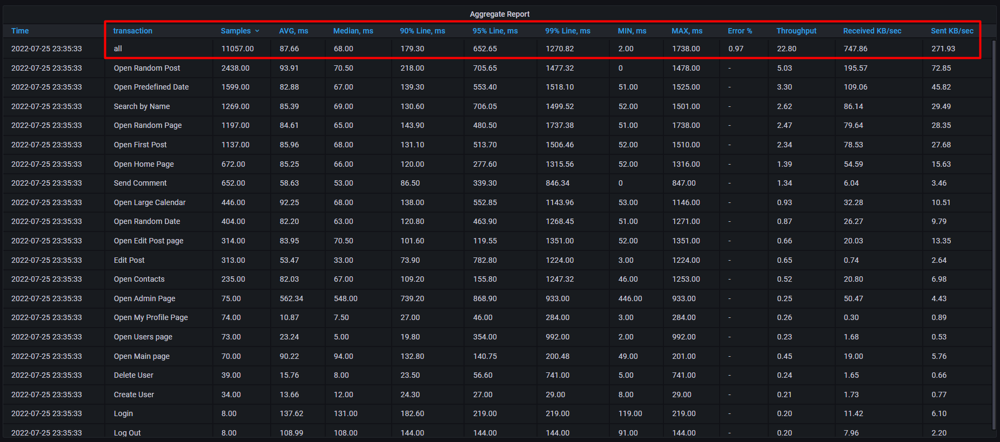 Aggregate Report
Time transaction Samples AVG, ms Median, ms 90% Line, ms 95% Line, ms 99% Line, ms MIN, ms MAX, ms Error % Throughput Received KB/sec Sent KB/sec
2022-07-25 23:35:33 all 11057.00 87.66 68.00 179.30 652.65 1270.82 2.00 1738.00 0.97 22.80 747.86 271.93
2022-07-25 23:35:33 Open Random Post 2438.00 93.91 70.50 218.00 705.65 1477.32 0 1478.00 - 5.03 195.57 72.85
2022-07-25 23:35:33 Open Predefined Date 1599.00 82.88 67.00 139.30 553.40 1518.10 51.00 1525.00 - 3.30 109.06 45.82
2022-07-25 23:35:33 Search by Name 1269.00 85.39 69.00 130.60 706.05 1499.52 52.00 1501.00 - 2.62 86.14 29.49
2022-07-25 23:35:33 Open Random Page 1197.00 84.61 65.00 143.90 480.50 1737.38 51.00 1738.00 - 2.47 79.64 28.35
2022-07-25 23:35:33 Open First Post 1137.00 85.96 68.00 131.10 513.70 1506.46 52.00 1510.00 - 2.34 78.53 27.68
2022-07-25 23:35:33 Open Home Page 672.00 85.25 66.00 120.00 277.60 1315.56 52.00 1316.00 - 1.39 54.59 15.63
2022-07-25 23:35:33 Send Comment 652.00 58.63 53.00 86.50 339.30 846.34 0 847.00 - 1.34 6.04 3.46
2022-07-25 23:35:33 Open Large Calendar 446.00 92.25 68.00 138.00 552.85 1143.96 53.00 1146.00 - 0.93 32.28 10.51
2022-07-25 23:35:33 Open Random Date 404.00 82.20 63.00 120.80 463.90 1268.45 51.00 1271.00 - 0.87 26.27 9.79
2022-07-25 23:35:33 Open Edit Post page 314.00 83.95 70.50 101.60 119.55 1351.00 52.00 1351.00 - 0.66 20.03 13.35
2022-07-25 23:35:33 Edit Post 313.00 53.47 33.00 73.90 782.80 1224.00 3.00 1224.00 - 0.65 0.74 2.64
2022-07-25 23:35:33 Open Contacts 235.00 82.03 67.00 109.20 155.80 1247.32 46.00 1253.00 - 0.52 20.80 6.98
2022-07-25 23:35:33 Open Admin Page 75.00 562.34 548.00 739.20 868.90 933.00 446.00 933.00 - 0.25 50.47 4.43
2022-07-25 23:35:33 Open My Profile Page 74.00 10.87 7.50 27.00 46.00 284.00 3.00 284.00 - 0.26 0.30 0.89
2022-07-25 23:35:33 Open Users page 73.00 23.24 5.00 19.80 354.00 992.00 2.00 992.00 - 0.23 1.68 0.53
2022-07-25 23:35:33 Open Main page 70.00 90.22 94.00 132.80 140.75 200.48 49.00 201.00 - 0.45 19.00 5.76
2022-07-25 23:35:33 Delete User 39.00 15.76 8.00 23.50 56.60 741.00 5.00 741.00 - 0.24 1.65 0.66
2022-07-25 23:35:33 Create User 34.00 13.66 12.00 24.30 27.00 29.00 8.00 29.00 - 0.21 1.73 0.77
2022-07-25 23:35:33 Login 8.00 137.62 131.00 182.60 219.00 219.00 119.00 219.00 - 0.20 11.42 6.10
2022-07-25 23:35:33 Log Out 8.00 108.99 108.00 144.00 144.00 144.00 91.00 144.00 - 0.20 7.96 2.20